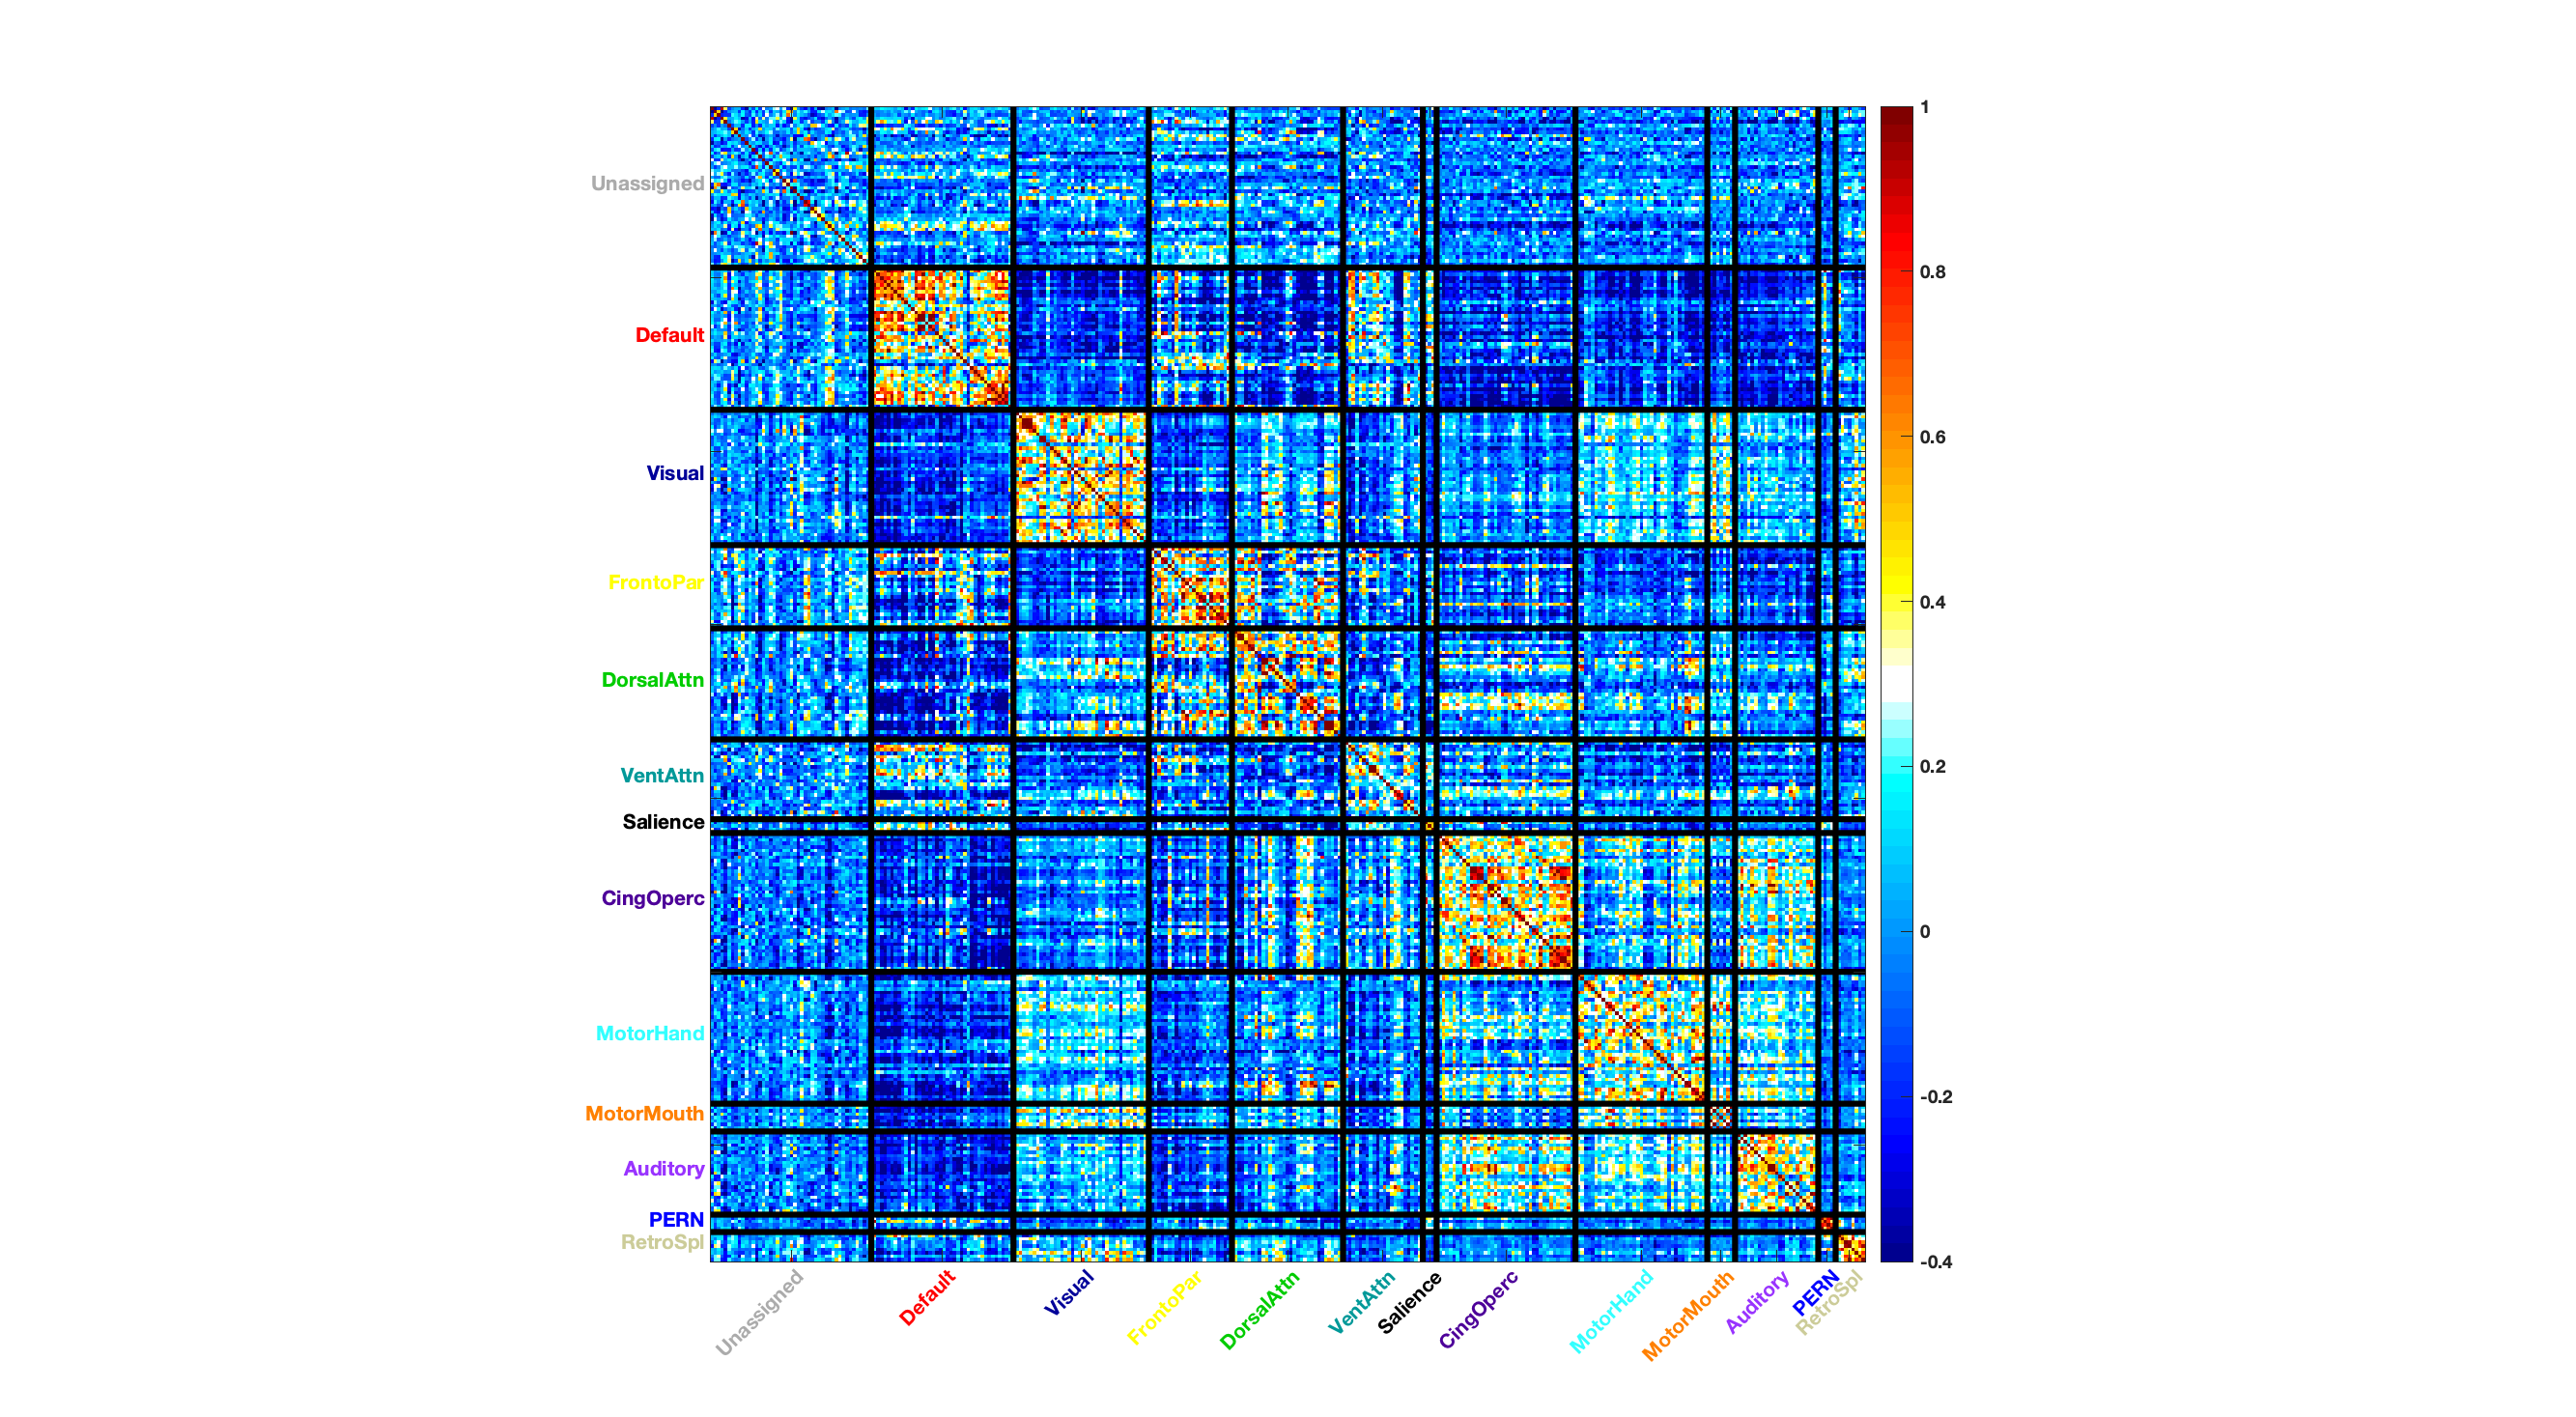 Unassigned
Default
Visual
FrontoPar
DorsalAttn
VentAttn
Salience
CingOperc
MotorHand
MotorMouth
Auditory
PERN
RetroSpl
Unassigned
Default
Visual
FrontoPar
DorsalAttn
VentAttn
Salience
CingOperc
MotorHand
MotorMouth
Auditory
PERN
RetroSpl
1
0.8
0.6
0.4
0.2
0
-0.2
-0.4